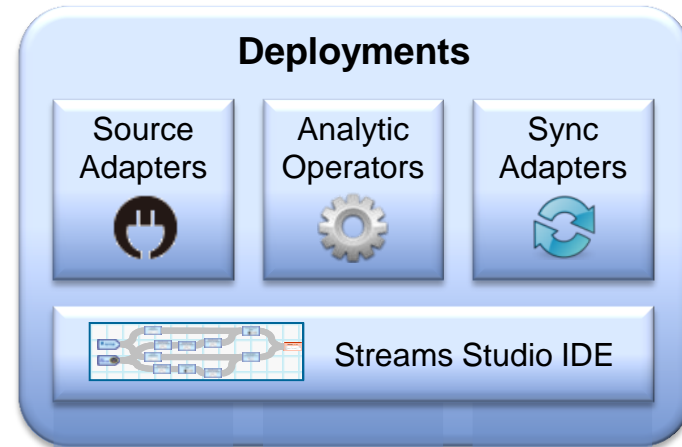 Deployments
Source
Adapters
Analytic
Operators
Sync
Adapters
Streams Studio IDE